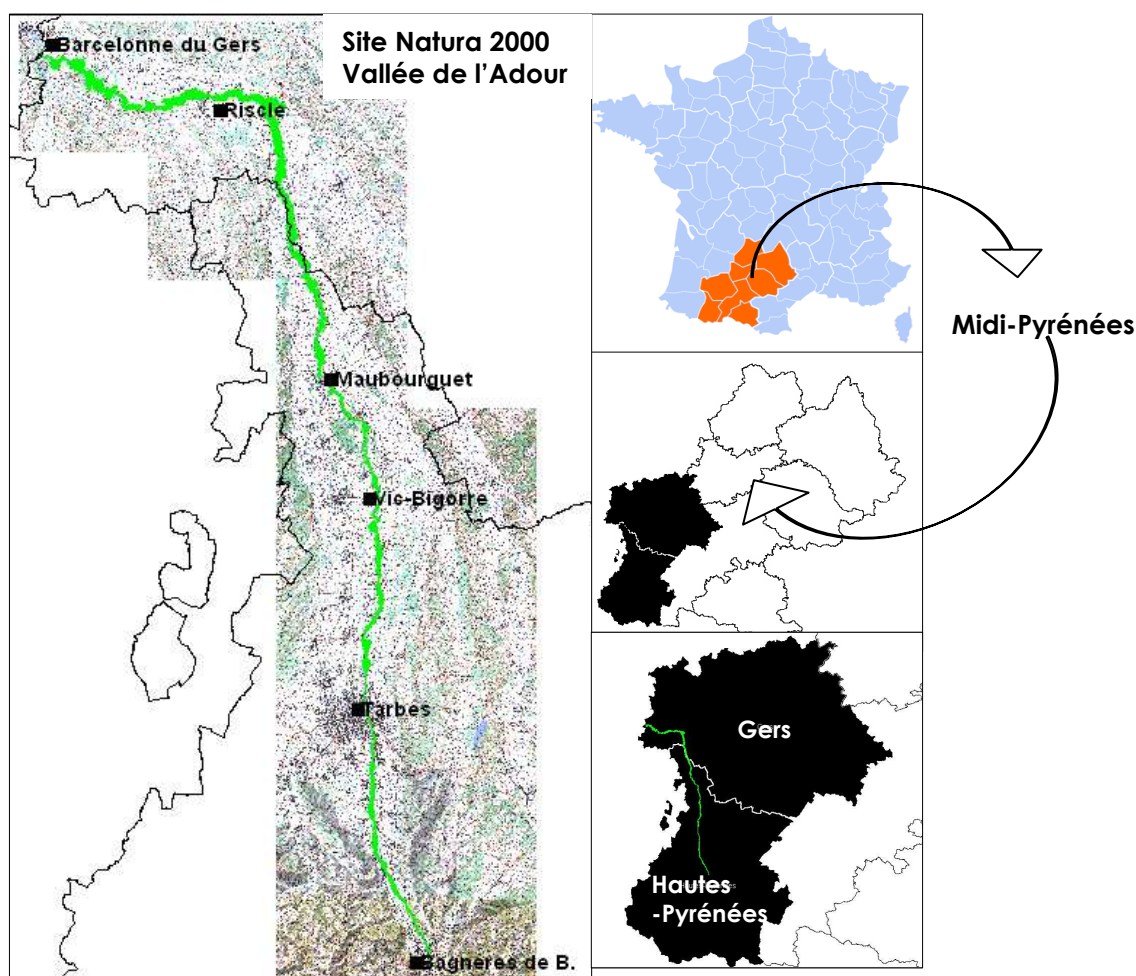 Site Natura 2000
Vallée de l’Adour
Barcelonne du Gers
Riscle
Maubourguet
Vic-Bigorre
Tarbes
Bagneres de B.
Midi-Pyrénées
Gers
Hautes
-Pyrénées